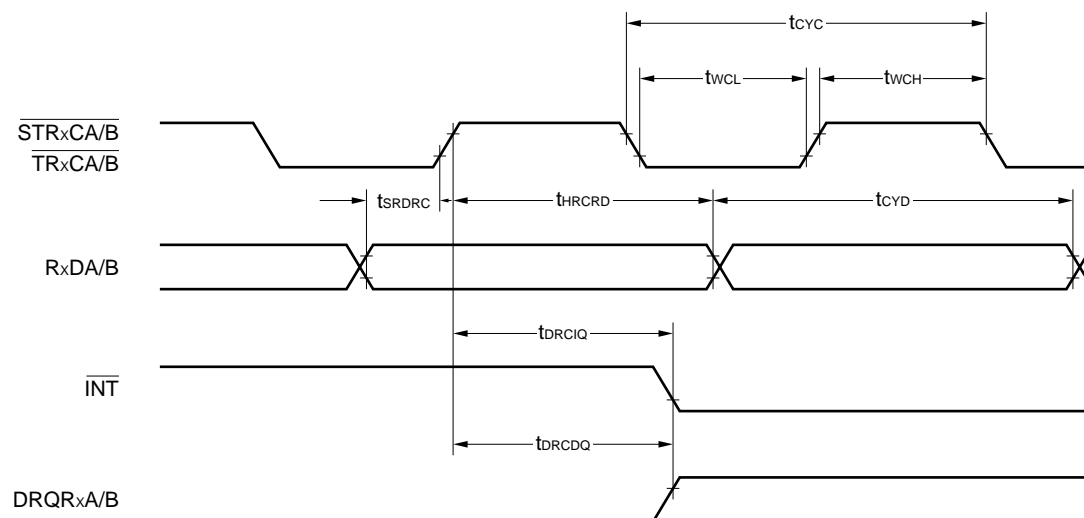 tCYC
tWCL
tWCH
STRxCA/B
TRxCA/B
tSRDRC
tHRCRD
tCYD
RxDA/B
tDRCIQ
INT
tDRCDQ
DRQRxA/B